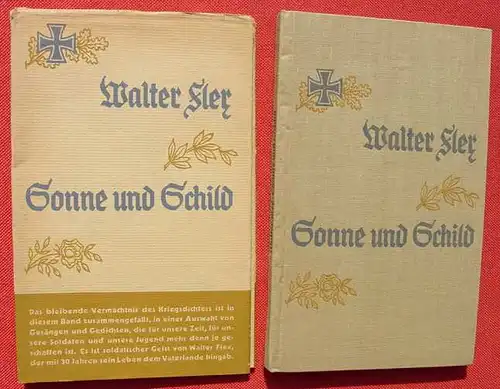 Walter Flex
Sonne und Schild
Das bleibende Vermächtnis des Kriegsdichters ist in
diesem Band zusammengefaßt, in einer Auswahl von
Gesängen und Gedichten, die für unsere Zeit, für un-
sere Soldaten und unsere Jugend mehr denn je ge-
schaffen ist. Es ist soldatischer Geist von Walter Flex,
der mit 30 Jahren sein Leben dem Vaterlande hingab.
Walter Flex
Sonne und Schild